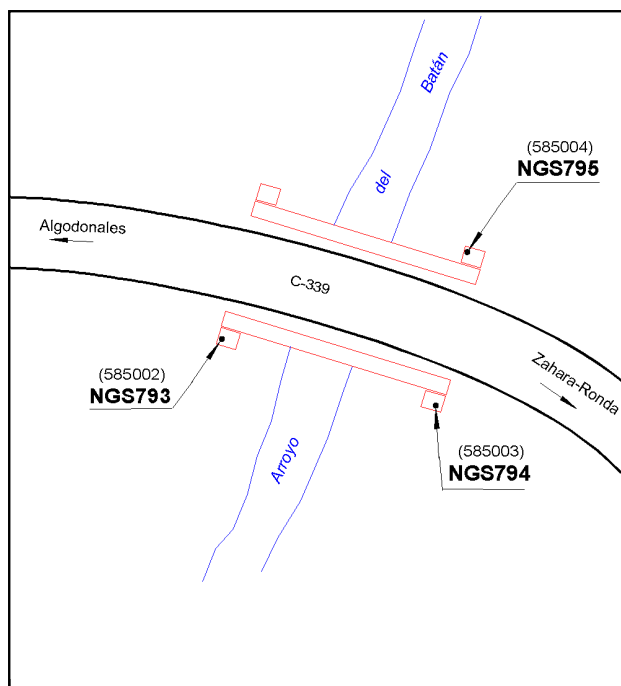 Batán
del
(585004)
NGS795
Algodonales
C-339
Zahara-Ronda
(585002)
NGS793
(585003)
NGS794
Arroyo